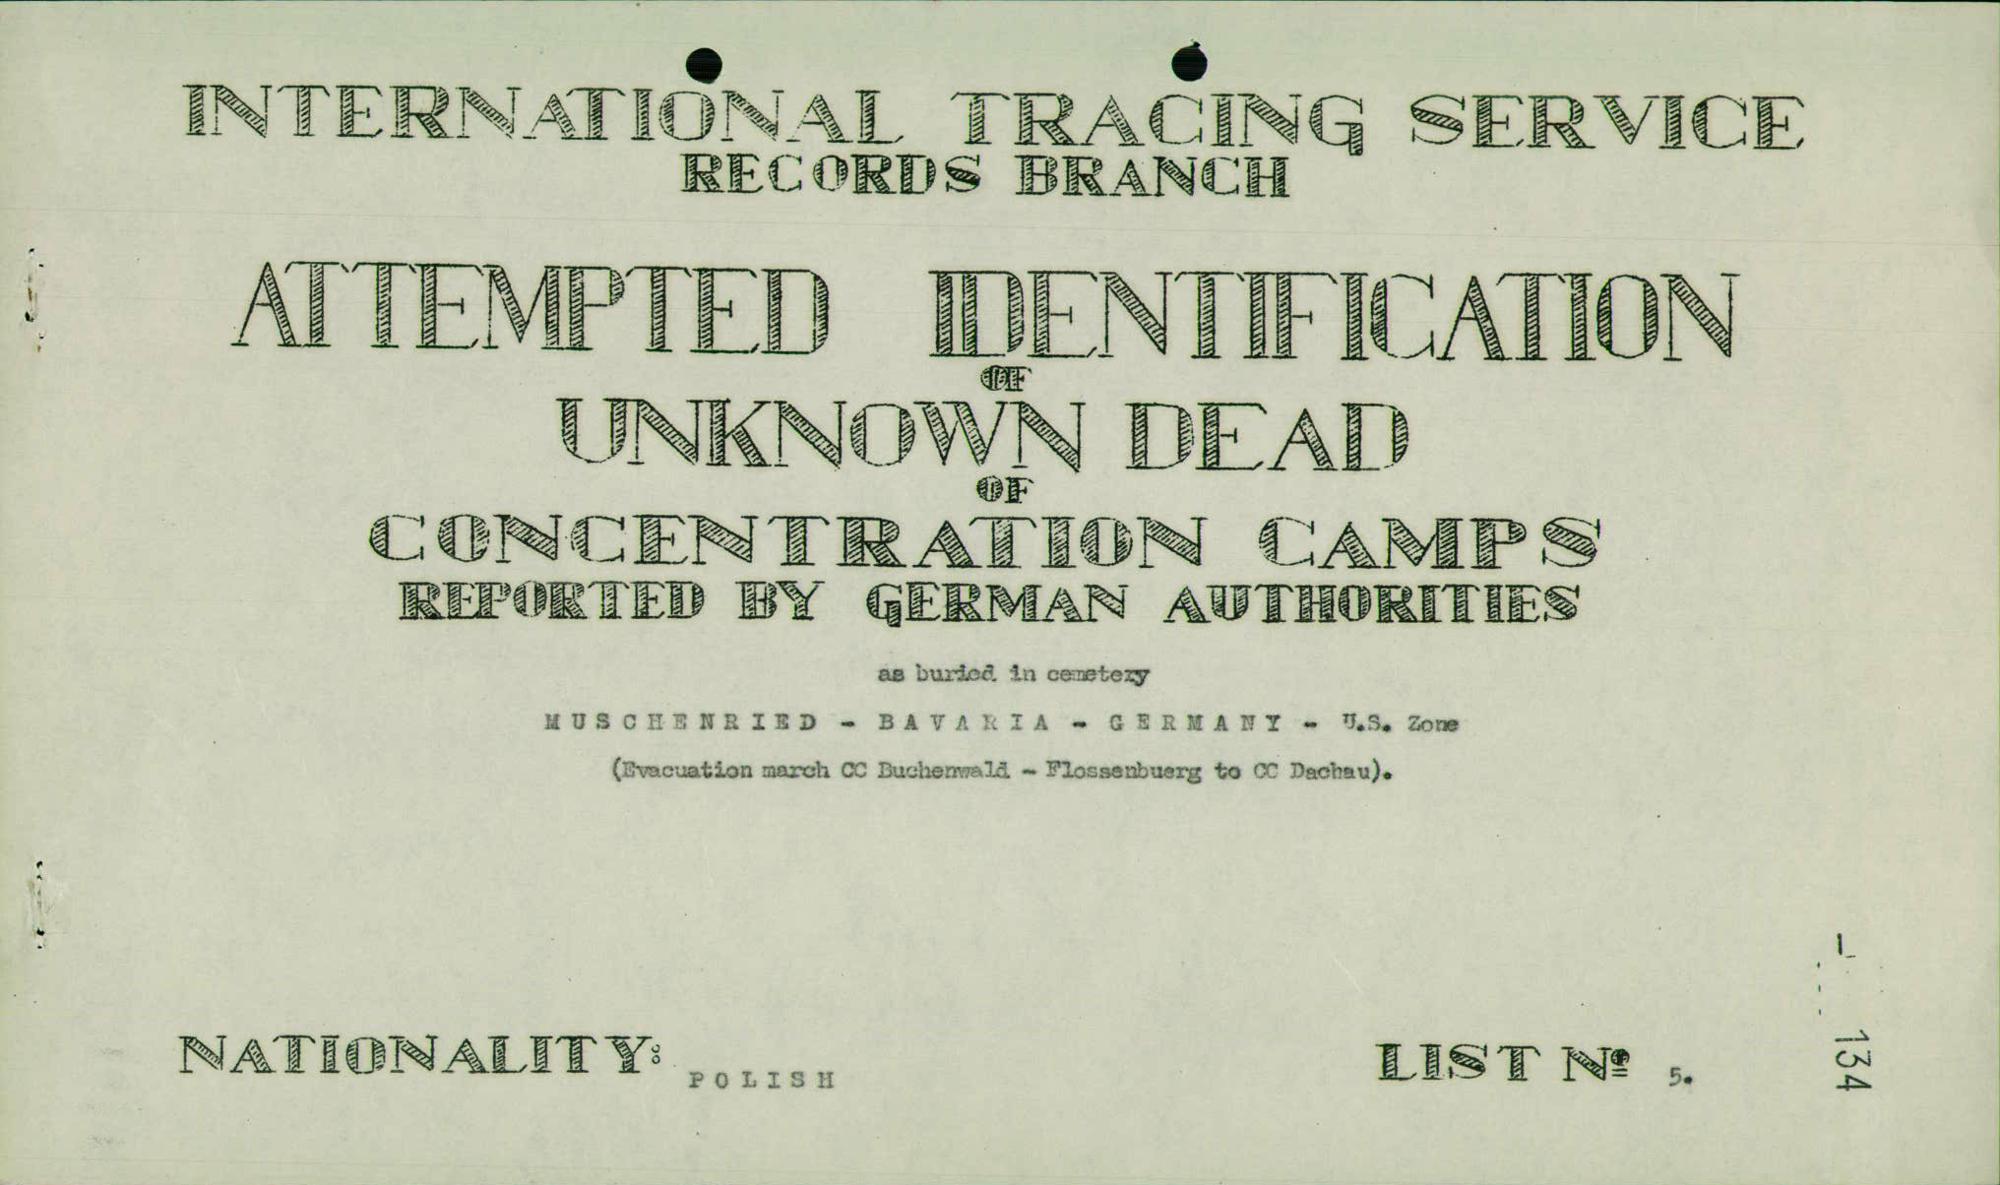 INTERNATIONAL TRACING SERVICE
RECORDS BRANCH
ATTEMPTED IDENTIFICATION
OF
UNKNOWN DEAD
OF
CONCENTRATION CAMPS
REPORTED BY GERMAN AUTHORITIES
as buried in cemetery
MUSCHENRIED - BAVARIA - GERMANY - U.S. Zone
(Evacuation march CC Buchenwald - Flossenbuerg to CC Dachau).
NATIONALITY: POLISH
LIST Nº 5.
134